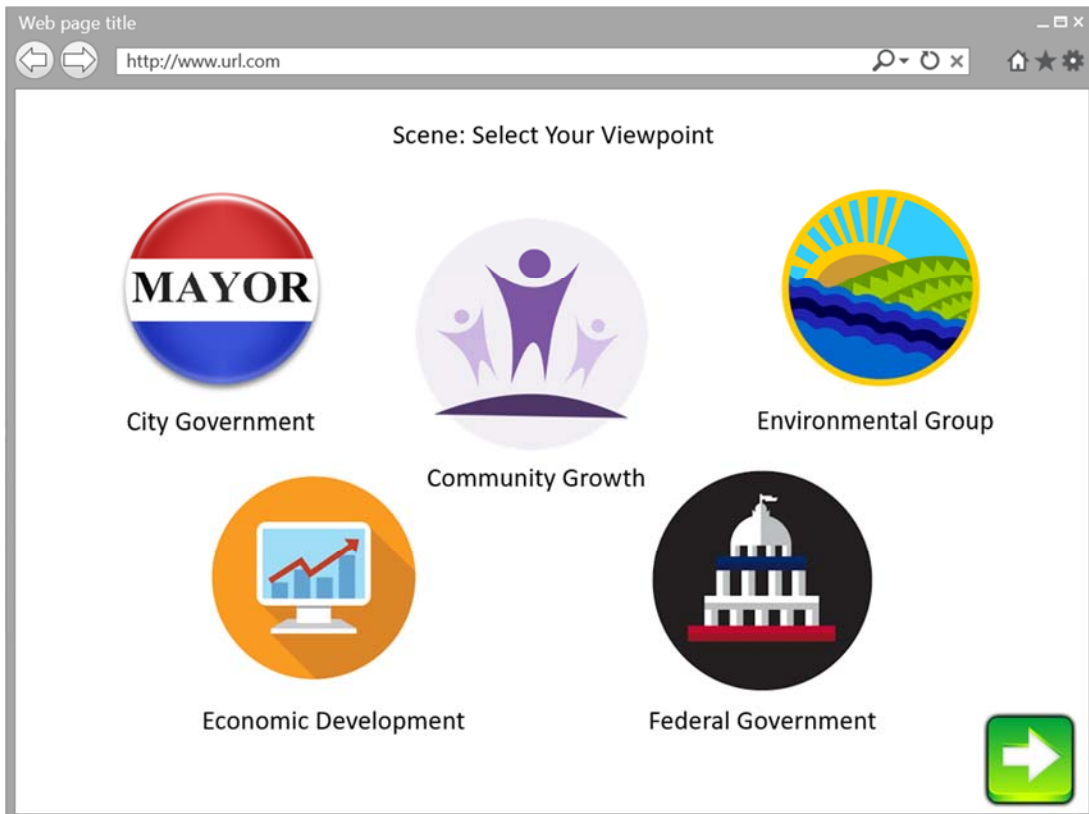 Web page title
http://www.url.com
Scene: Select Your Viewpoint
MAYOR
City Government
Community Growth
Environmental Group
Economic Development
Federal Government